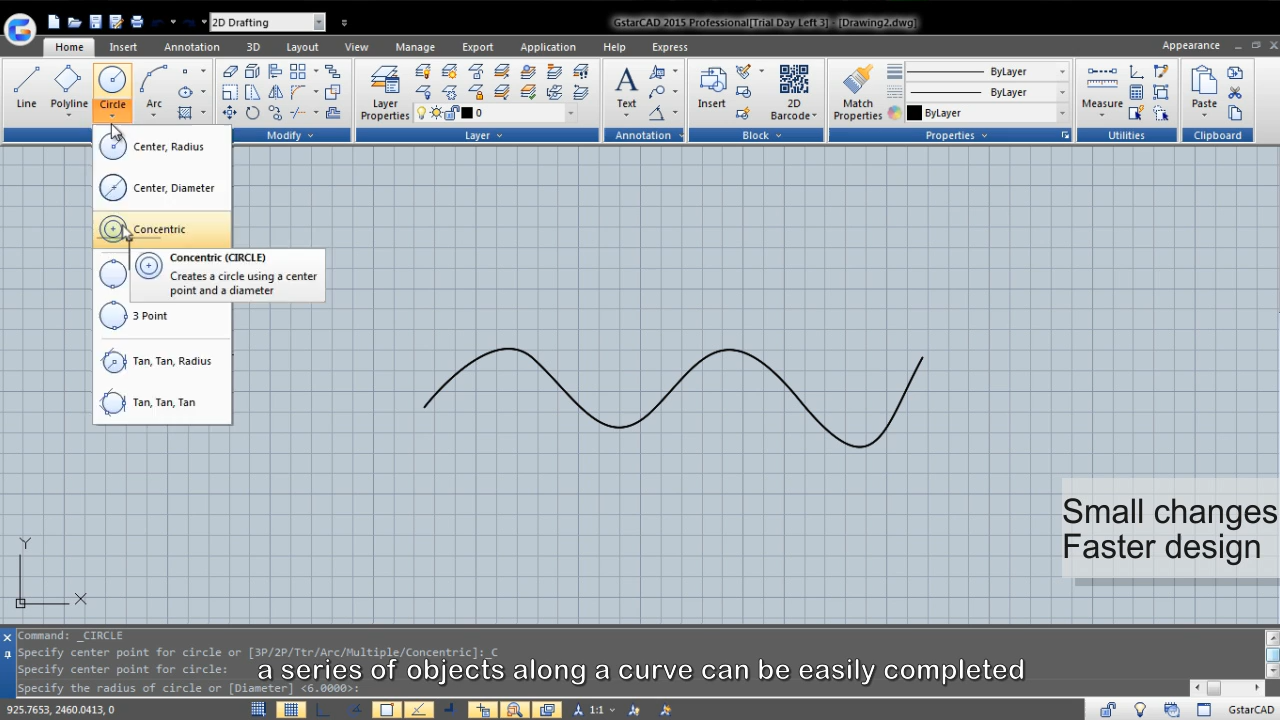 2D Drafting
GstarCAD 2015 Professional[Trial Day Left 3] - [Drawing2.dwg]
Home Insert Annotation 3D Layout View Manage Export Application Help Express Appearance
Line Polyline Circle Arc
Layer Properties
0
Text
Insert
2D Barcode
Match Properties
ByLayer
ByLayer
ByLayer
Measure
Paste
Modify Layer Annotation Block Properties Utilities Clipboard
Center, Radius
Center, Diameter
Concentric
Concentric (CIRCLE)
Creates a circle using a center
point and a diameter
3 Point
Tan, Tan, Radius
Tan, Tan, Tan
Small changes
Faster design
Y
X
Command: _CIRCLE
Specify center point for circle or [3P/2P/Ttr/Arc/Multiple/Concentric]:_C
Specify center point for circle:
a series of objects along a curve can be easily completed
Specify the radius of circle or [Diameter] <6.0000>:
925.7653, 2460.0413, 0
1:1
GstarCAD